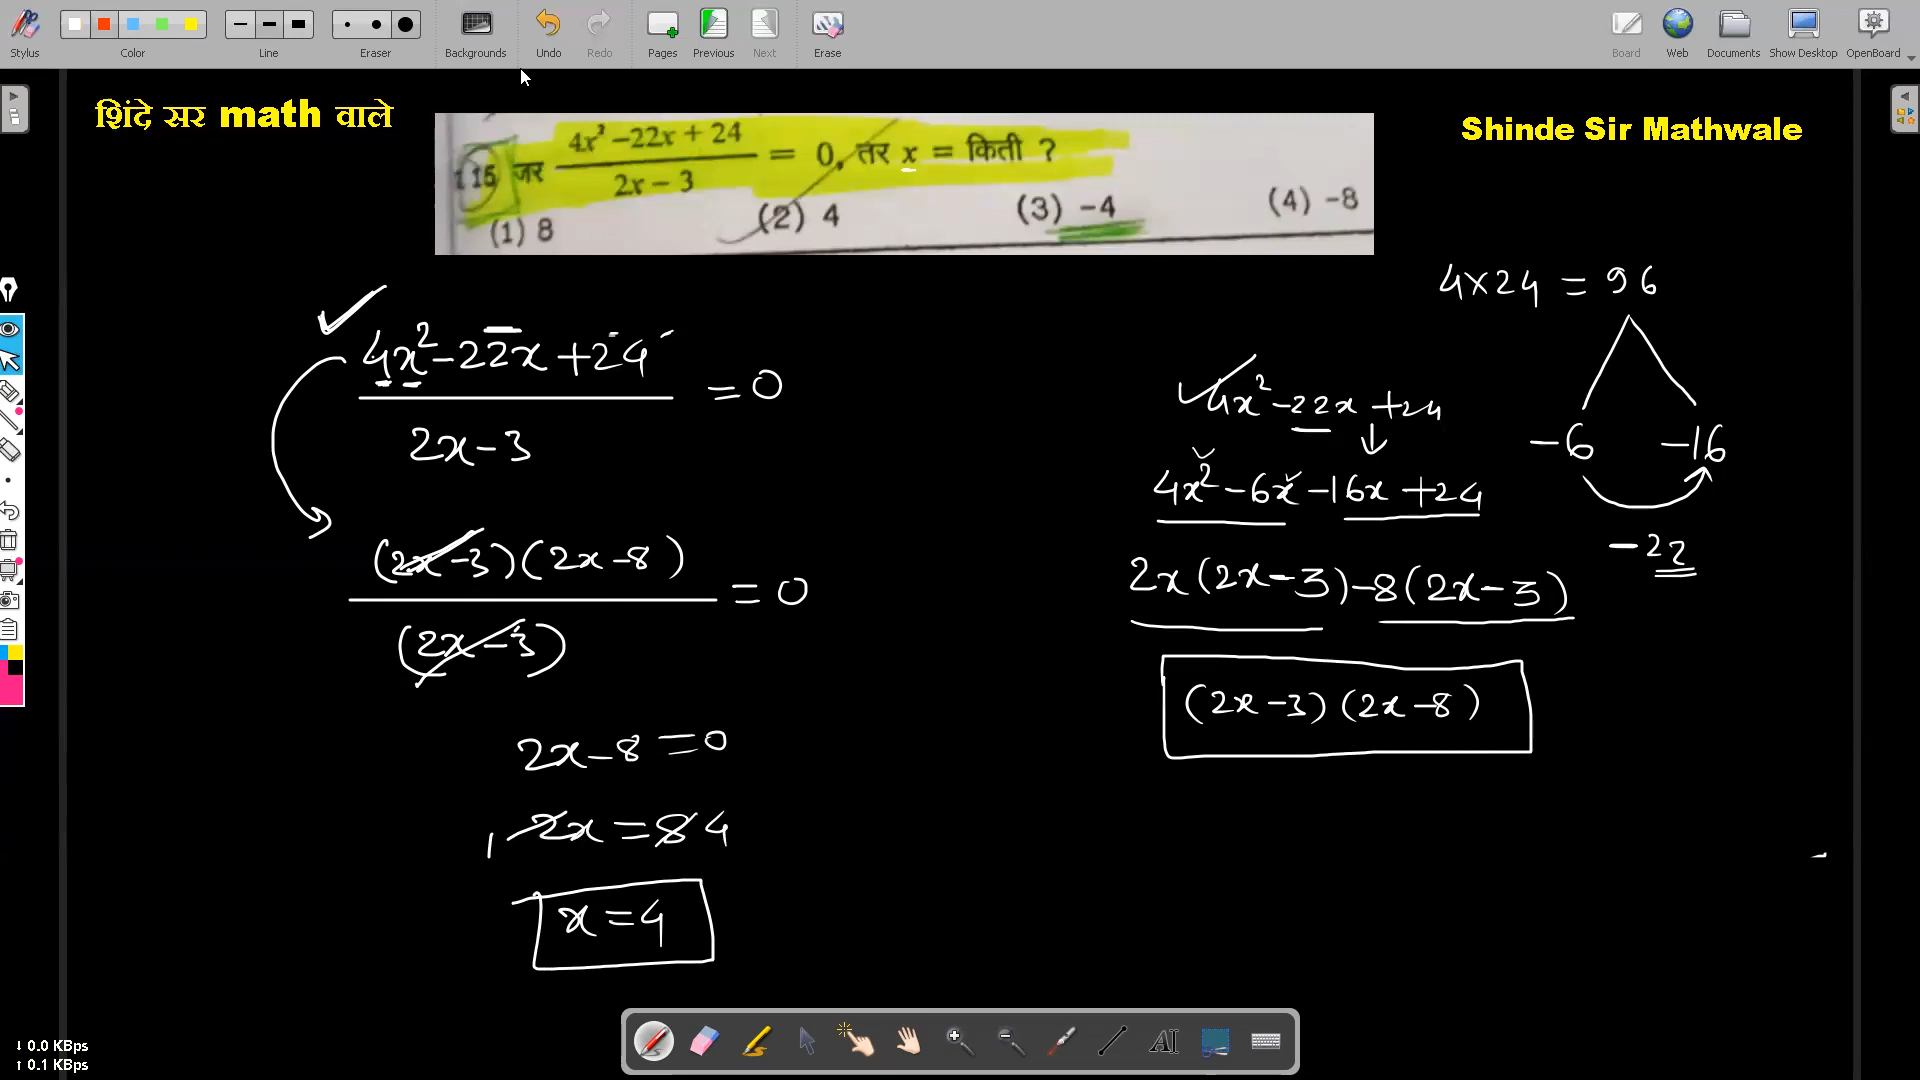 Stylus Color Line Eraser Backgrounds Undo Redo Pages Previous Next Erase Board Web Documents Show Desktop OpenBoard
शिंदे सर math वाले
Shinde Sir Mathwale
115 जर (4x² -22x + 24)/(2x - 3) = 0, तर x = किती ?
(1) 8 (2) 4 (3) -4 (4) -8
4x²-22x+24
2x-3
=0
(2x-3)(2x-8)
(2x-3)
=0
2x-8=0
1 2x=8 4
x=4
4x²-22x+24
4x²-6x-16x+24
2x(2x-3)-8(2x-3)
(2x-3)(2x-8)
4x24=96
-6 -16
-22
↓ 0.0 KBps
↑ 0.1 KBps